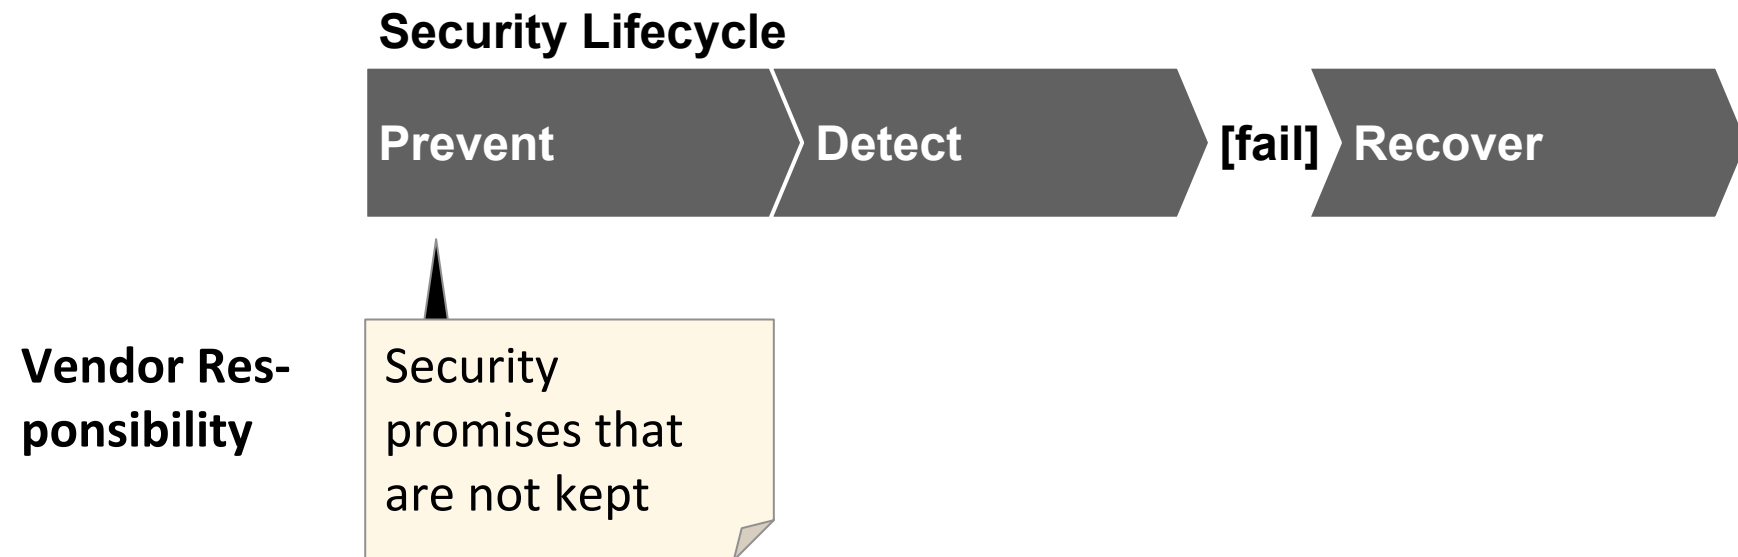 Security Lifecycle
Prevent Detect [fail] Recover
Vendor Res-
ponsibility
Security
promises that
are not kept